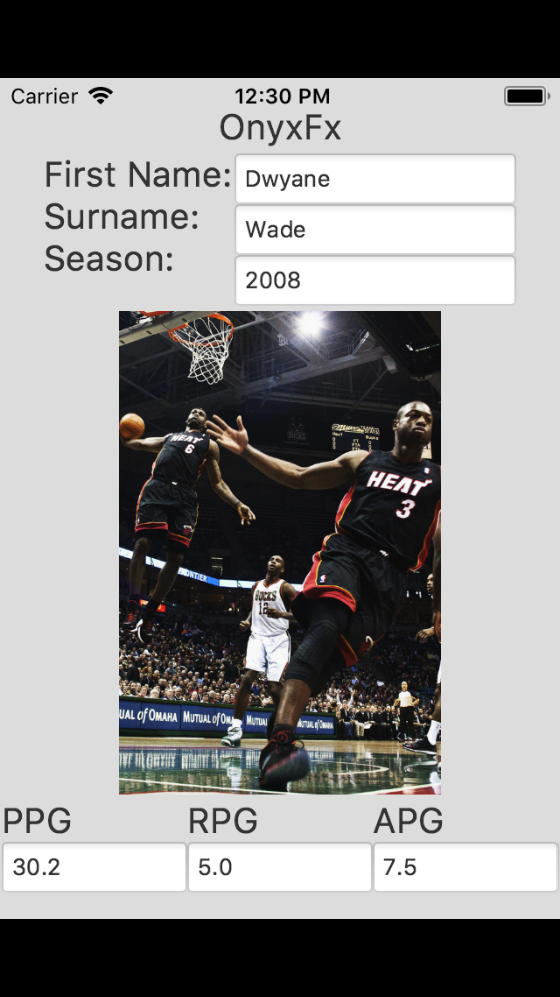 Carrier 12:30 PM
OnyxFx
First Name: Dwyane
Surname: Wade
Season: 2008
HEAT
6
HEAT
3
BUCKS
12
MUTUAL of OMAHA MUTUAL of OMAHA MUTUAL
PPG RPG APG
30.2 5.0 7.5